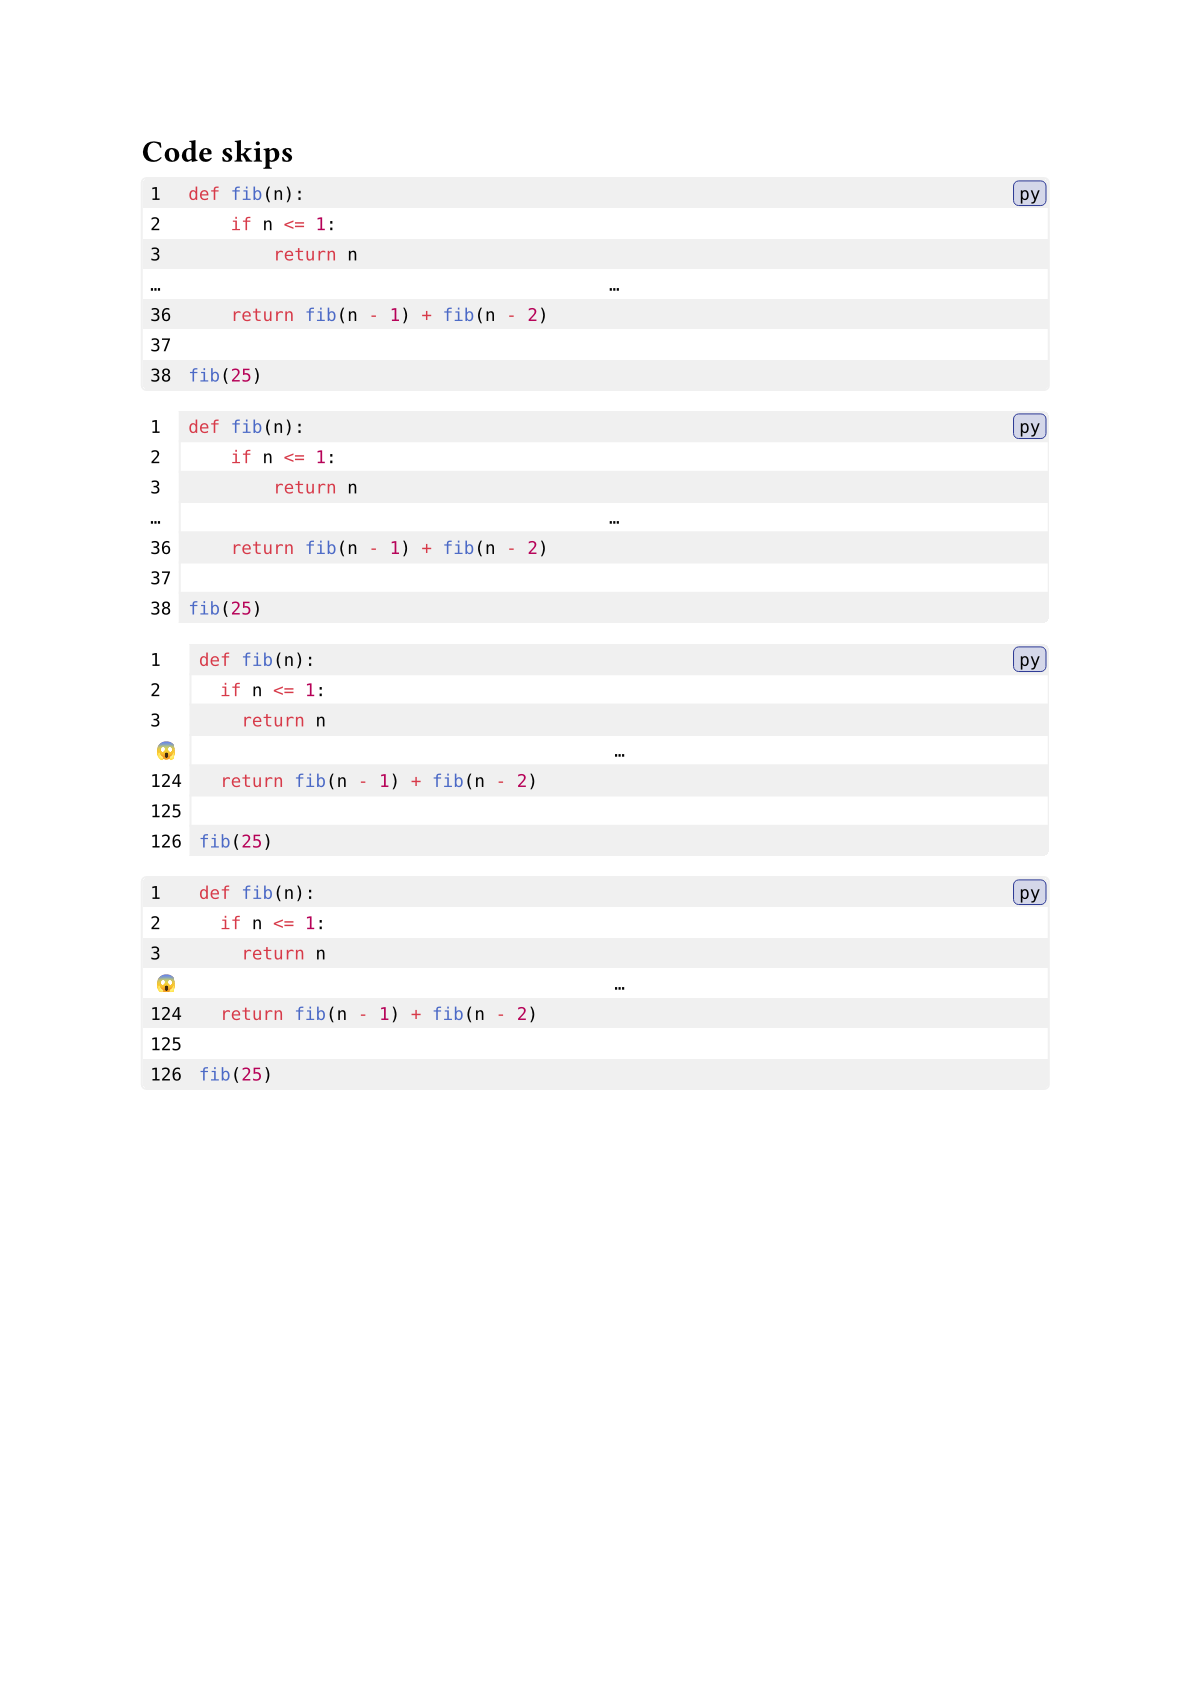 Code skips
1 def fib(n): py
2     if n <= 1:
3         return n
… …
36     return fib(n - 1) + fib(n - 2)
37
38 fib(25)
1 def fib(n): py
2     if n <= 1:
3         return n
… …
36     return fib(n - 1) + fib(n - 2)
37
38 fib(25)
1 def fib(n): py
2   if n <= 1:
3     return n
😱 …
124   return fib(n - 1) + fib(n - 2)
125
126 fib(25)
1 def fib(n): py
2   if n <= 1:
3     return n
😱 …
124   return fib(n - 1) + fib(n - 2)
125
126 fib(25)